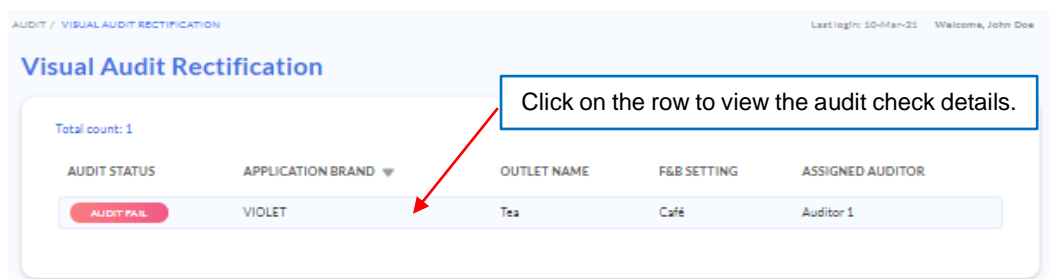 AUDIT / VISUAL AUDIT RECTIFICATION
Last login: 10-Mar-21 Welcome, John Doe
Visual Audit Rectification
Click on the row to view the audit check details.
Total count: 1
AUDIT STATUS APPLICATION BRAND OUTLET NAME F&B SETTING ASSIGNED AUDITOR
AUDIT FAIL VIOLET Tea Café Auditor 1